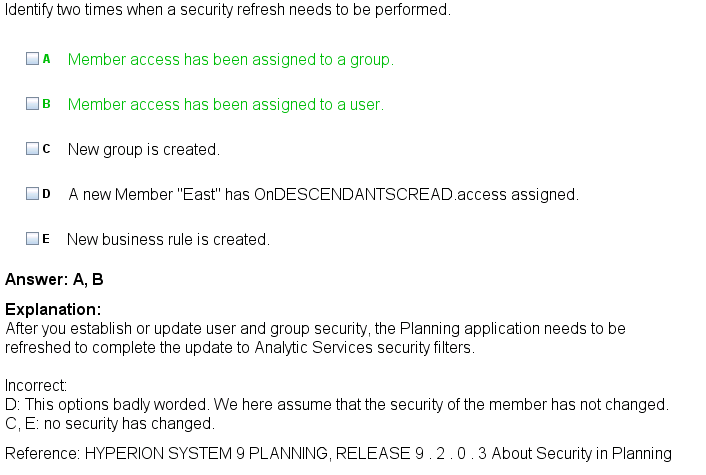 Identify two times when a security refresh needs to be performed.
A Member access has been assigned to a group.
B Member access has been assigned to a user.
C New group is created.
D A new Member "East" has OnDESCENDANTSCREAD.access assigned.
E New business rule is created.
Answer: A, B
Explanation:
After you establish or update user and group security, the Planning application needs to be
refreshed to complete the update to Analytic Services security filters.
Incorrect:
D: This options badly worded. We here assume that the security of the member has not changed.
C, E: no security has changed.
Reference: HYPERION SYSTEM 9 PLANNING, RELEASE 9 . 2 . 0 . 3 About Security in Planning